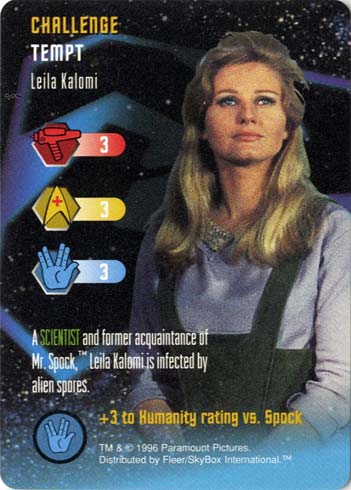 CHALLENGE
TEMPT
Leila Kalomi
3
3
3
A SCIENTIST and former acquaintance of
Mr. Spock,™ Leila Kalomi is infected by
alien spores.
+3 to Humanity rating vs. Spock
TM & © 1996 Paramount Pictures.
Distributed by Fleer/SkyBox International.™